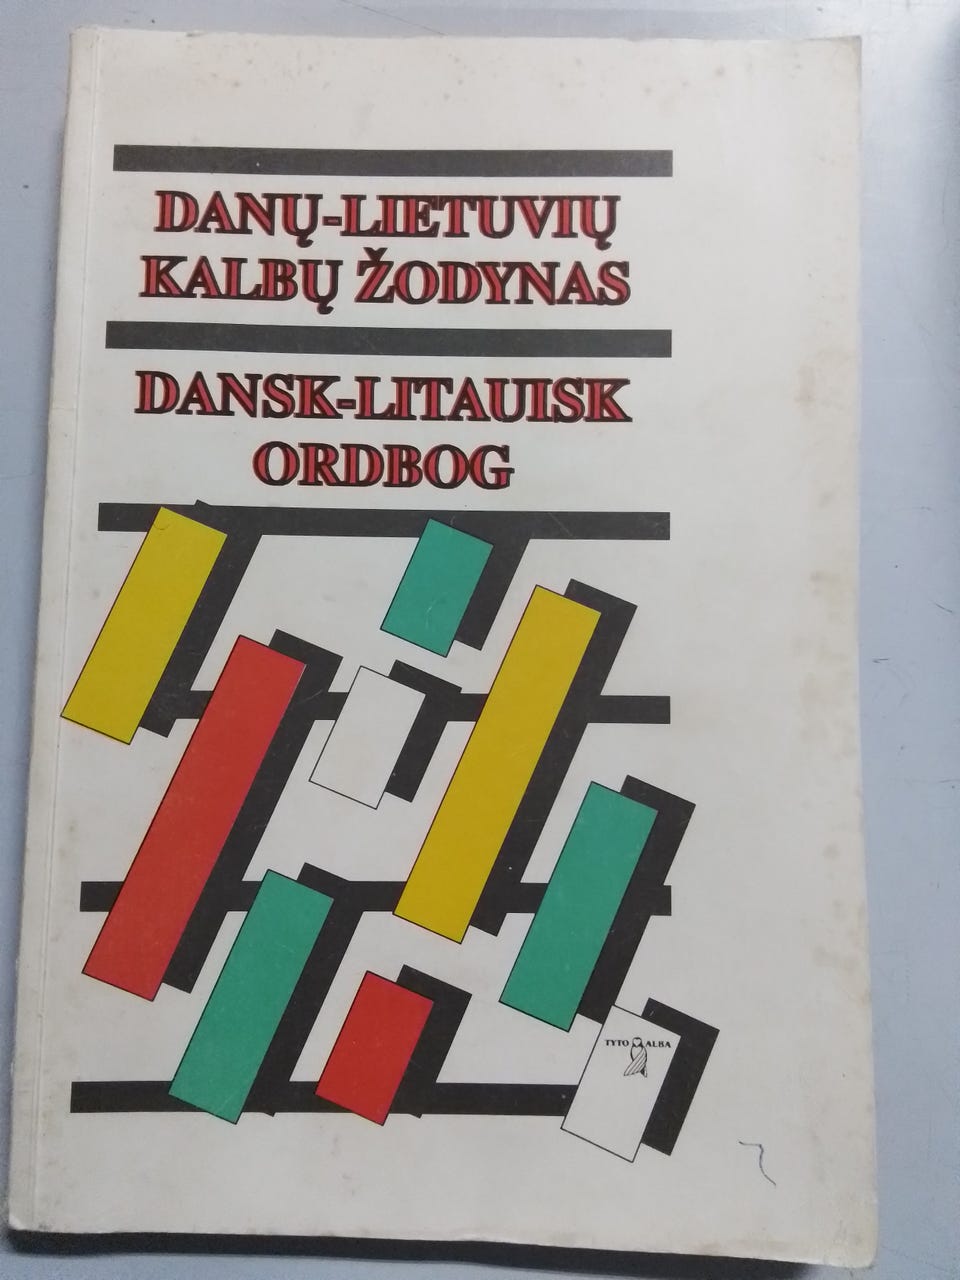 DANŲ-LIETUVIŲ
KALBŲ ŽODYNAS
DANSK-LITAUISK
ORDBOG
TYTO ALBA